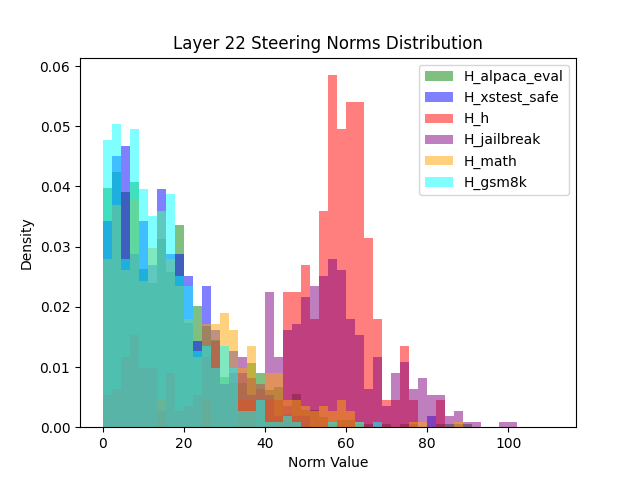 Layer 22 Steering Norms Distribution
0.06
0.05
0.04
0.03
0.02
0.01
0.00
Density
H_alpaca_eval
H_xstest_safe
H_h
H_jailbreak
H_math
H_gsm8k
0 20 40 60 80 100
Norm Value